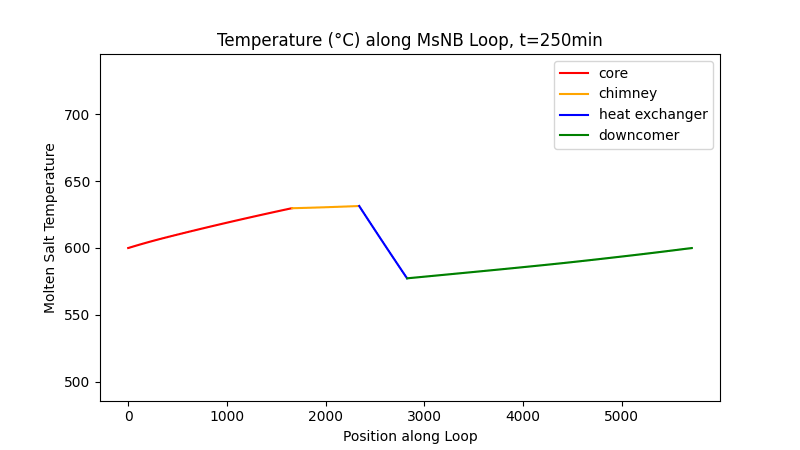 Temperature (°C) along MsNB Loop, t=250min
core
chimney
heat exchanger
downcomer
Molten Salt Temperature
700
650
600
550
500
0 1000 2000 3000 4000 5000
Position along Loop